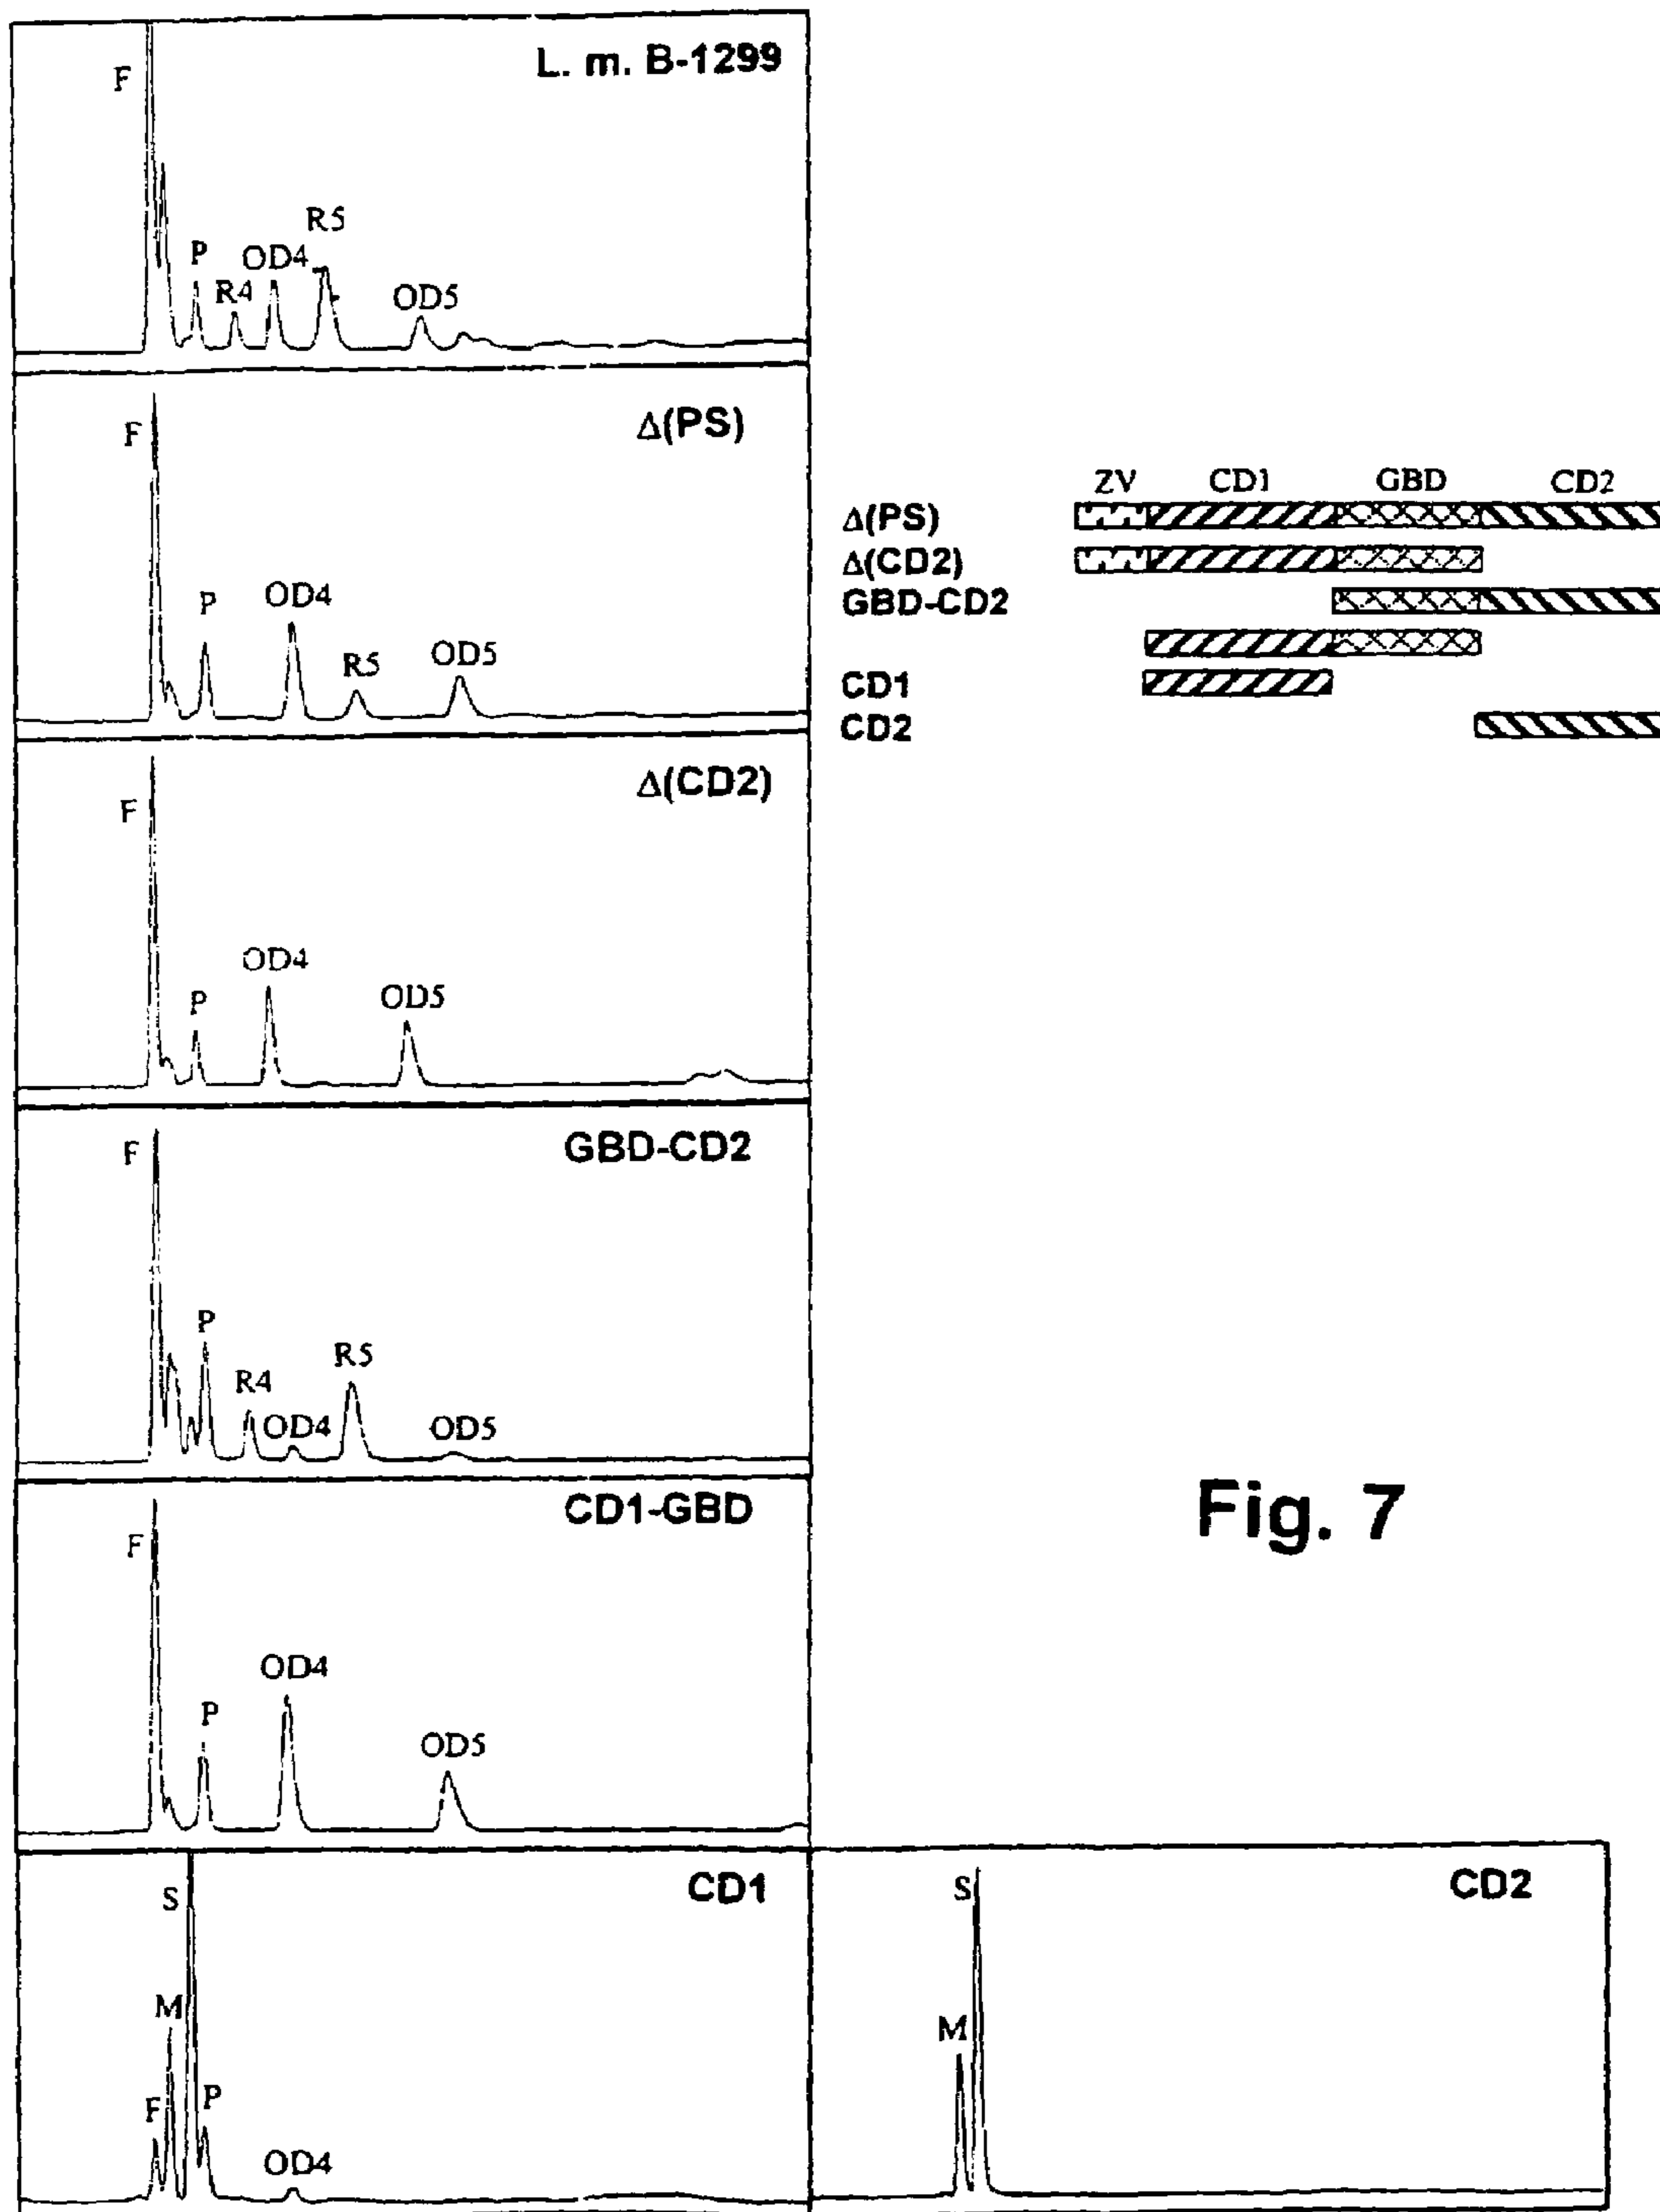 L. m. B-1299
F
P
R4
OD4
R5
OD5
Δ(PS)
F
P
OD4
R5
OD5
ZV CD1 GBD CD2
Δ(PS)
Δ(CD2)
GBD-CD2
CD1
CD2
Δ(CD2)
F
P
OD4
OD5
GBD-CD2
F
P
R4
OD4
R5
OD5
CD1-GBD
F
P
OD4
OD5
Fig. 7
CD1
S
M
F
P
OD4
CD2
S
M